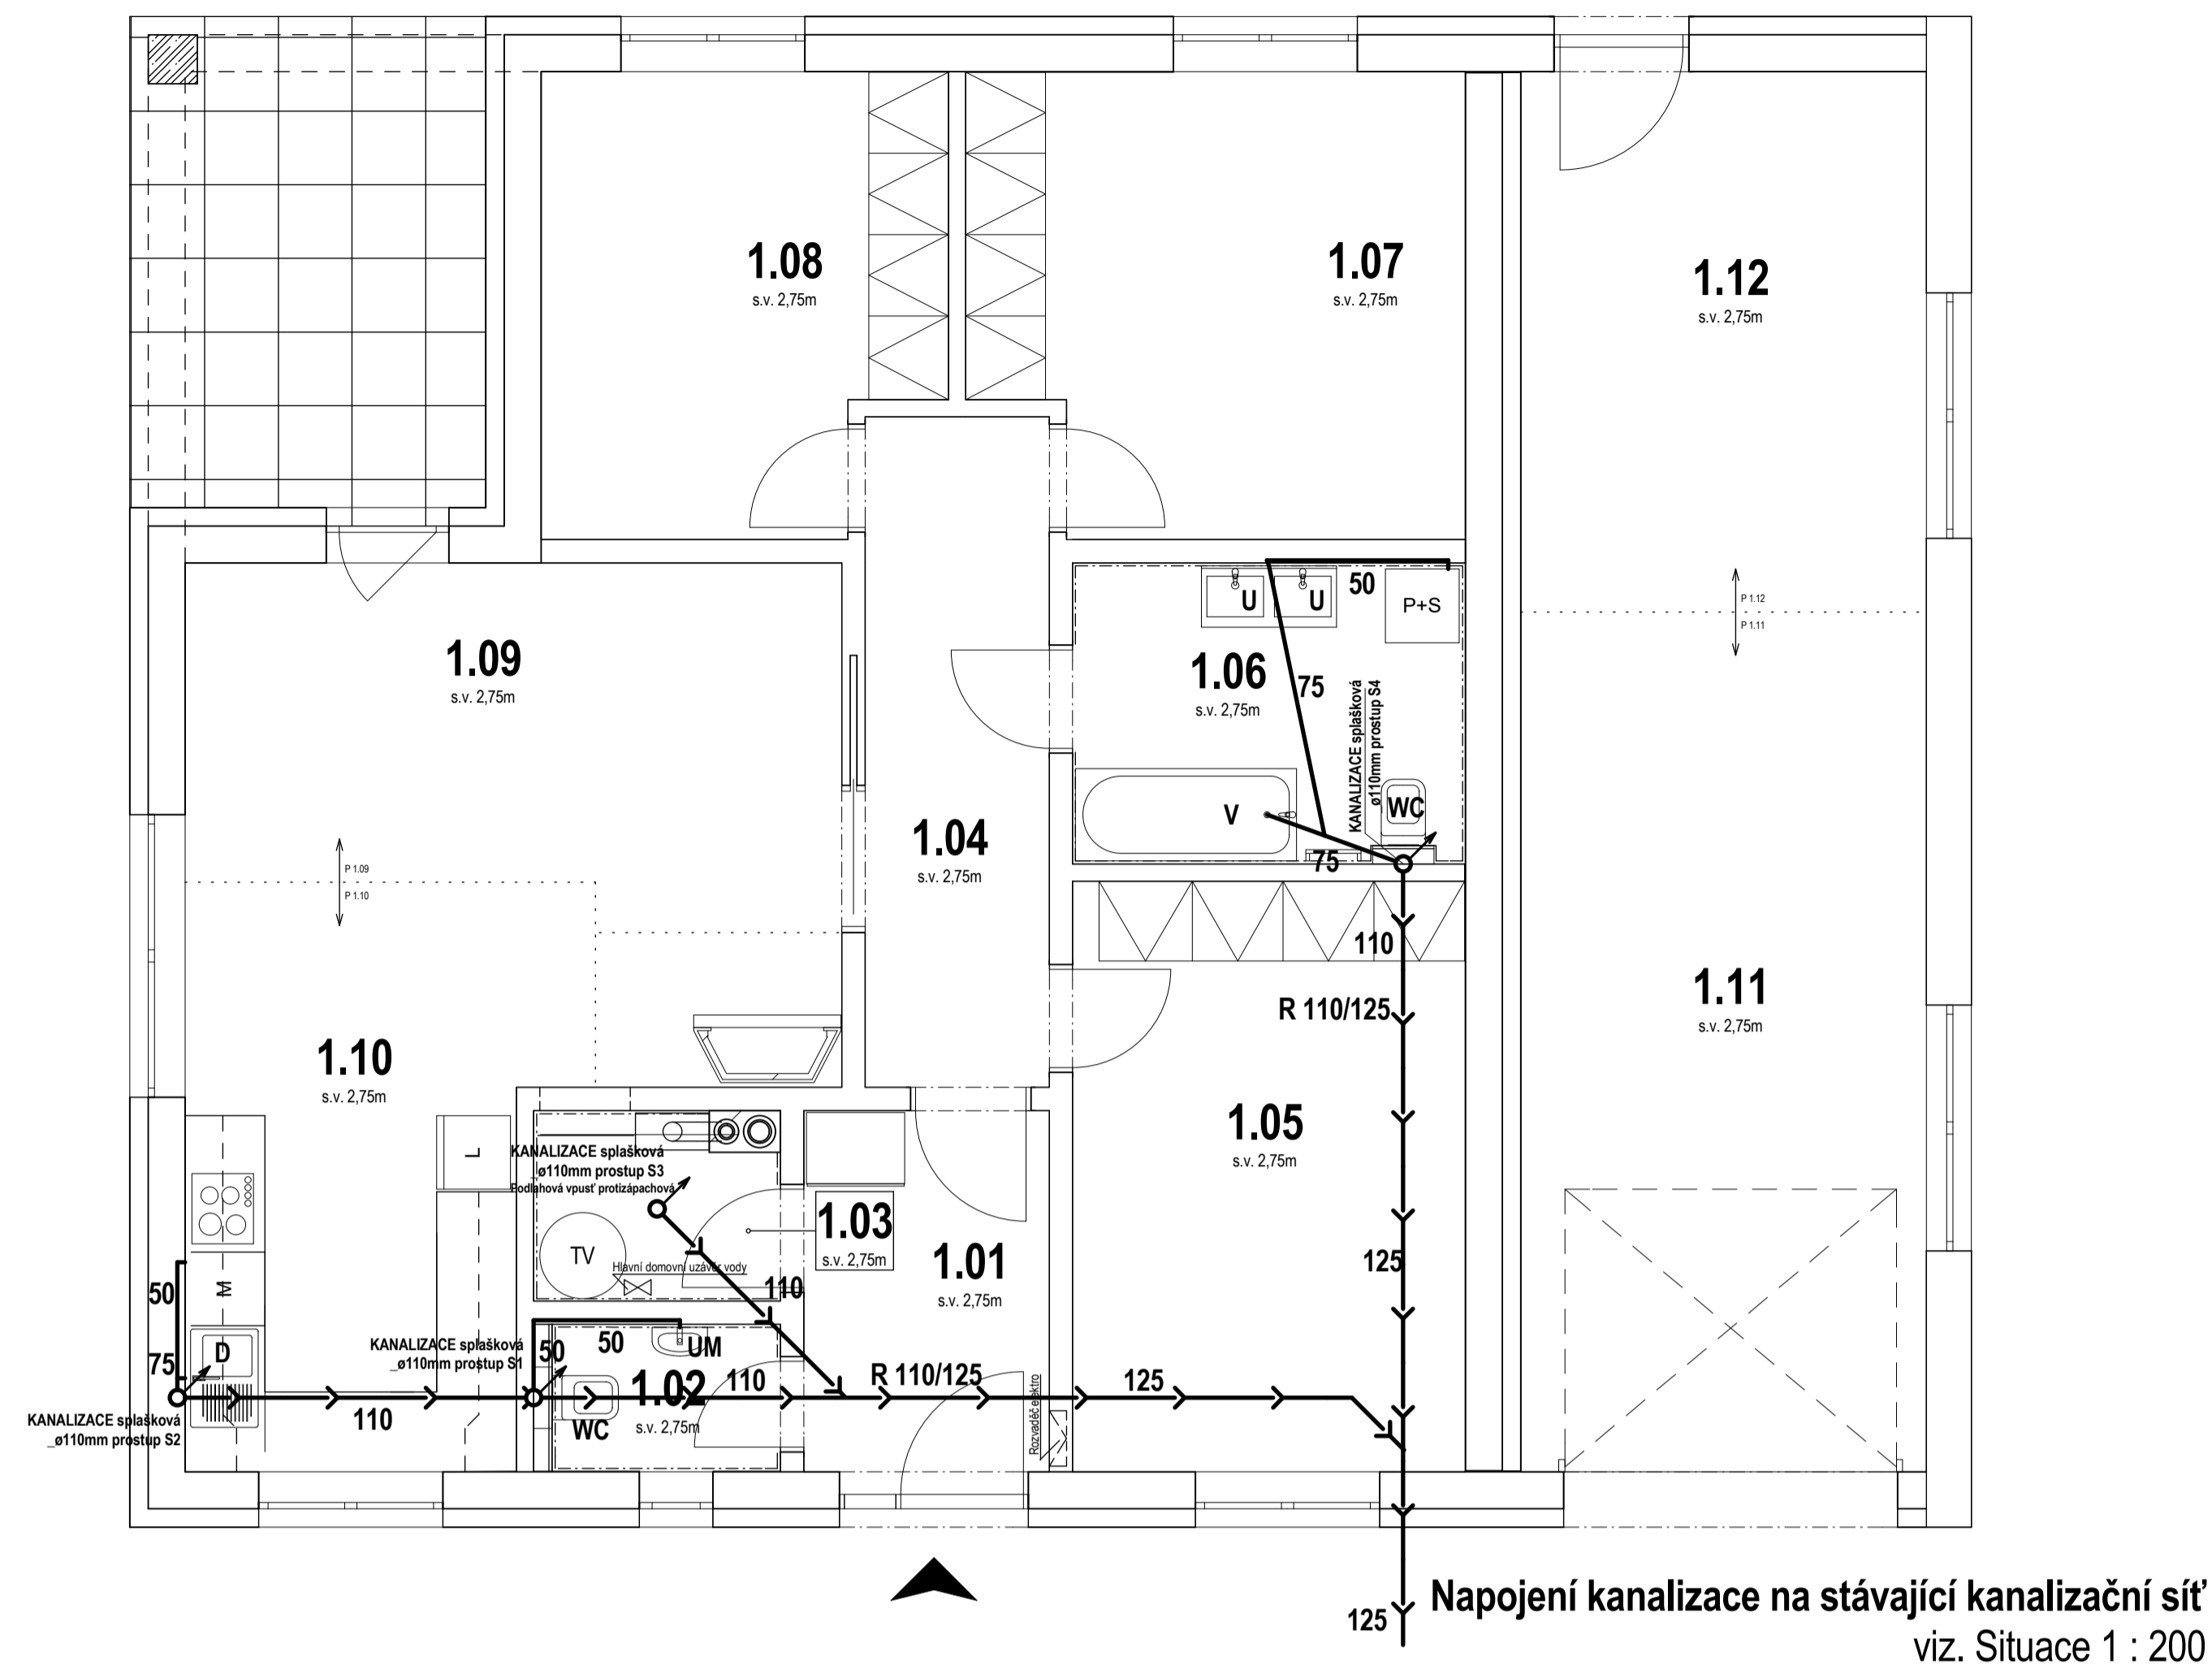 1.08
s.v. 2,75m
1.07
s.v. 2,75m
1.12
s.v. 2,75m
U
U
50
P+S
P 1.12
P 1.11
1.09
s.v. 2,75m
1.06
s.v. 2,75m
75
KANALIZACE splašková
_ø110mm prostup S4
V
WC
75
1.04
s.v. 2,75m
P 1.09
P 1.10
110
R 110/125
1.11
s.v. 2,75m
1.10
s.v. 2,75m
1.05
s.v. 2,75m
L
KANALIZACE splašková
_ø110mm prostup S3
Podlahová vpusť protizápachová
1.03
s.v. 2,75m
TV
Hlavní domovní uzávěr vody
110
1.01
s.v. 2,75m
125
50
M
75
D
KANALIZACE splašková
_ø110mm prostup S1
50
50
UM
1.02
s.v. 2,75m
WC
110
R 110/125
125
Rozvaděč elektro
110
KANALIZACE splašková
_ø110mm prostup S2
125
Napojení kanalizace na stávající kanalizační síť
viz. Situace 1 : 200